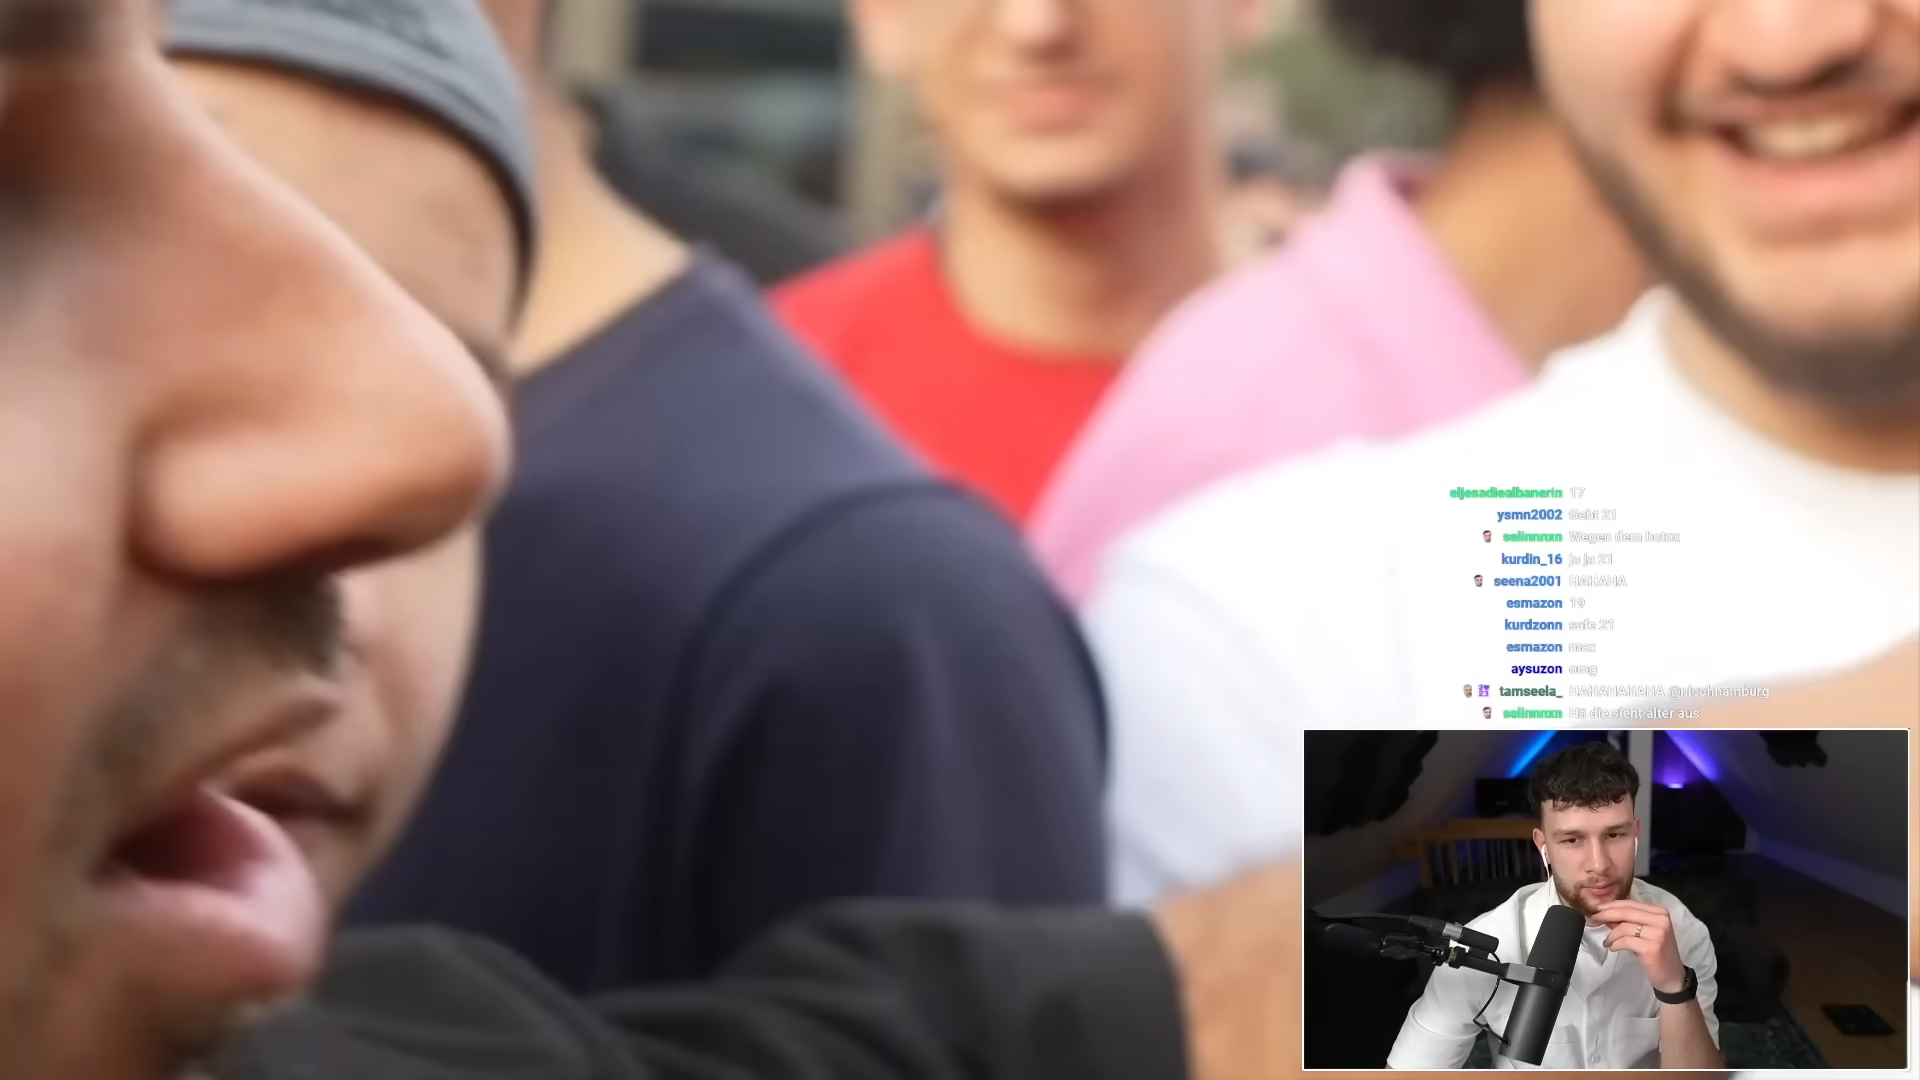 eljesadiealbanerin 17
ysmn2002 Geht 21
selinnnxn Wegen dem botox
kurdin_16 ja ja 21
seena2001 HAHAHA
esmazon 19
kurdzonn safe 21
esmazon max
aysuzon omg
tamseela_ HAHAHAHAHA @nicohhamburg
selinnnxn Hä die sieht älter aus